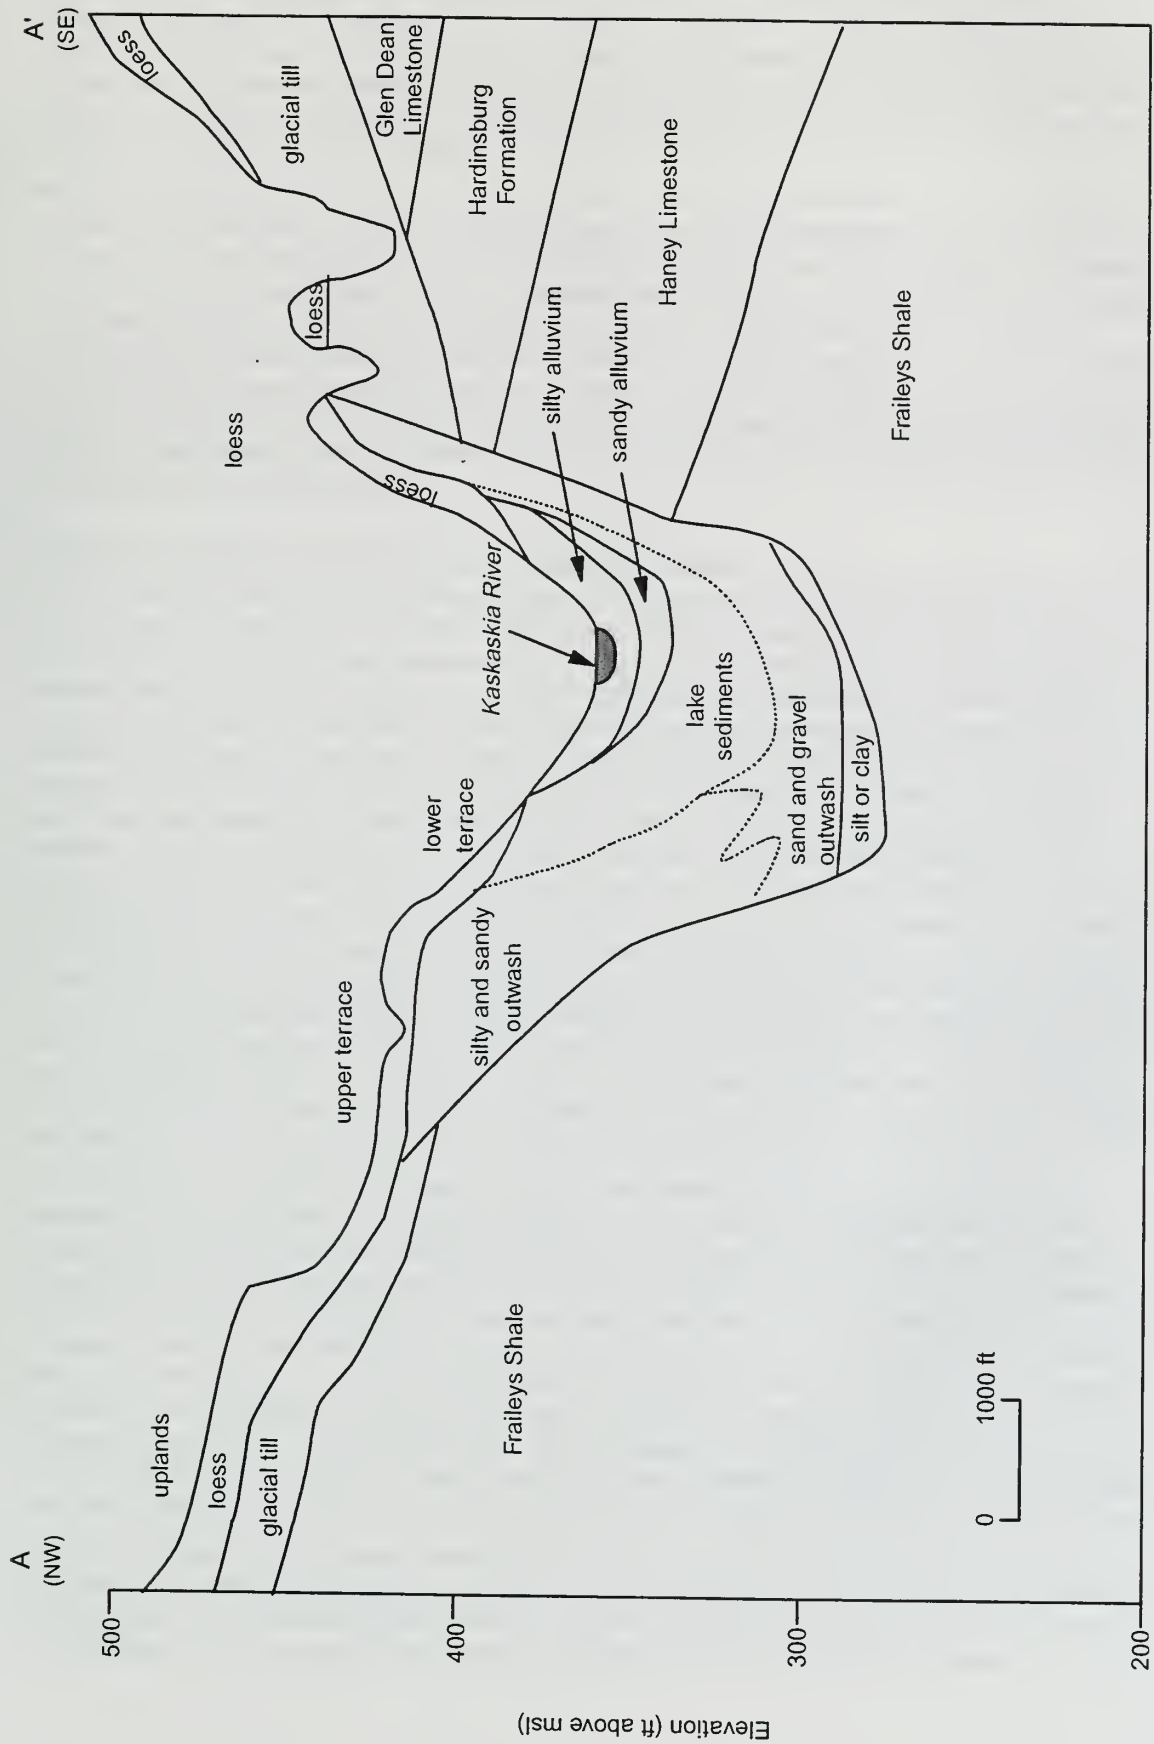 A
(NW)
A'
(SE)
Elevation (ft above msl)
500
400
300
200
uplands
loess
glacial till
Fraileys Shale
upper terrace
silty and sandy
outwash
lower
terrace
Kaskaskia River
loess
loess
loess
loess
glacial till
Glen Dean
Limestone
Hardinsburg
Formation
Haney Limestone
silty alluvium
sandy alluvium
lake
sediments
sand and gravel
outwash
silt or clay
Fraileys Shale
0
1000 ft